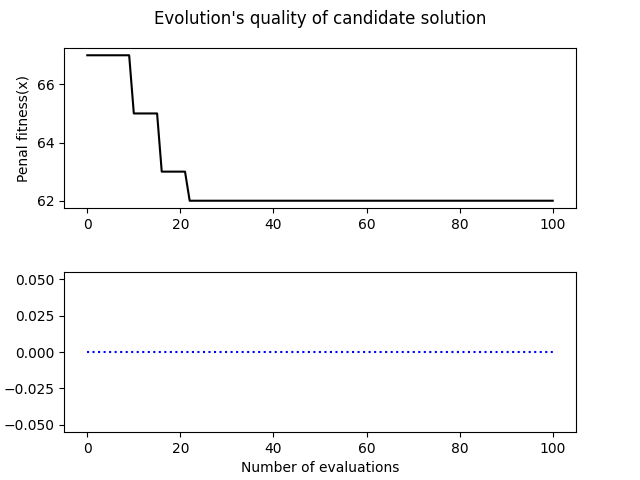 Evolution's quality of candidate solution
Penal fitness(x)
66
64
62
0 20 40 60 80 100
0.050
0.025
0.000
−0.025
−0.050
0 20 40 60 80 100
Number of evaluations